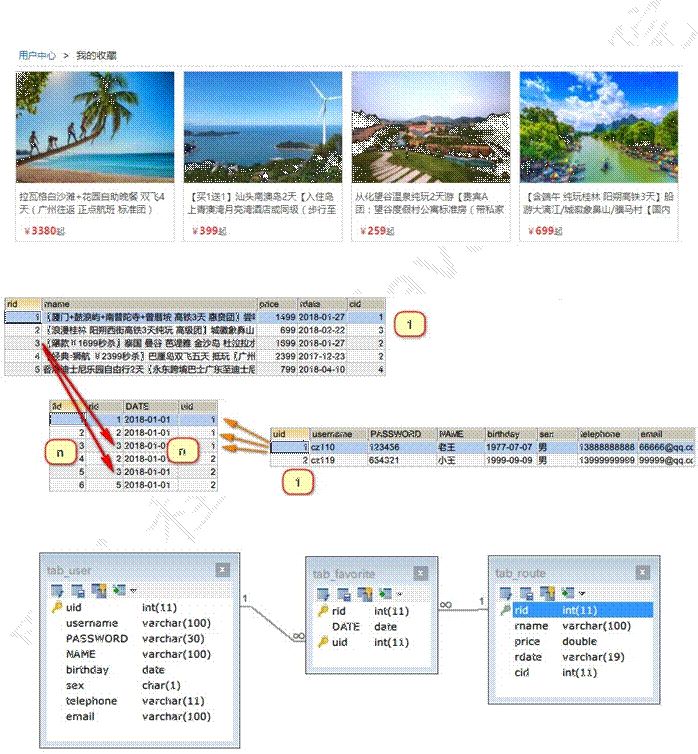 用户中心 > 我的收藏
拉瓦格白沙滩+花园自助晚餐 双飞4
天（广州往返 正点航班 标准团）
¥3380起
【买1送1】汕头南澳岛2天【入住岛
上青澳湾月亮湾酒店或同级（步行至
¥399起
从化望谷温泉纯玩2天游【贵宾A
团：望谷度假村公寓标准房（带私家
¥259起
【含鸽午 纯玩桂林 阳朔高铁3天】船
游大漓江/城徽象鼻山/骥马村【国内
¥699起
rid rname price rdate cid
1 【厦门+鼓浪屿+南普陀寺+曾厝垵 高铁3天 惠贵团】尝 1499 2018-01-27 1
2 【浪漫桂林 阳朔西街高铁3天纯玩 高级团】城徽象鼻山 699 2018-02-22 3
3 【爆款¥1699秒杀】泰国 曼谷 芭堤雅 金沙岛 杜拉拉水 1699 2018-01-27 2
4 【经典·狮航 ¥2399秒杀】巴厘岛双飞五天 抵玩【广州 2399 2017-12-23 2
5 香港迪士尼乐园自由行2天【永东跨境巴士广东至迪士尼 799 2018-04-10 4
1
fid rid DATE uid
1 1 2018-01-01 1
2 2 2018-01-01 1
3 3 2018-01-01 1
4 2 2018-01-01 2
5 3 2018-01-01 2
6 5 2018-01-01 2
n
n
uid username PASSWORD NAME birthday sex telephone email
1 cz110 123456 老王 1977-07-07 男 13888888888 66666@qq.co
2 cz119 654321 小王 1999-09-09 男 13999999999 99999@qq.co
1
tab_user
uid int(11)
username varchar(100)
PASSWORD varchar(30)
NAME varchar(100)
birthday date
sex char(1)
telephone varchar(11)
email varchar(100)
1
∞
tab_favorite
rid int(11)
DATE date
uid int(11)
∞
1
tab_route
rid int(11)
rname varchar(100)
price double
rdate varchar(19)
cid int(11)